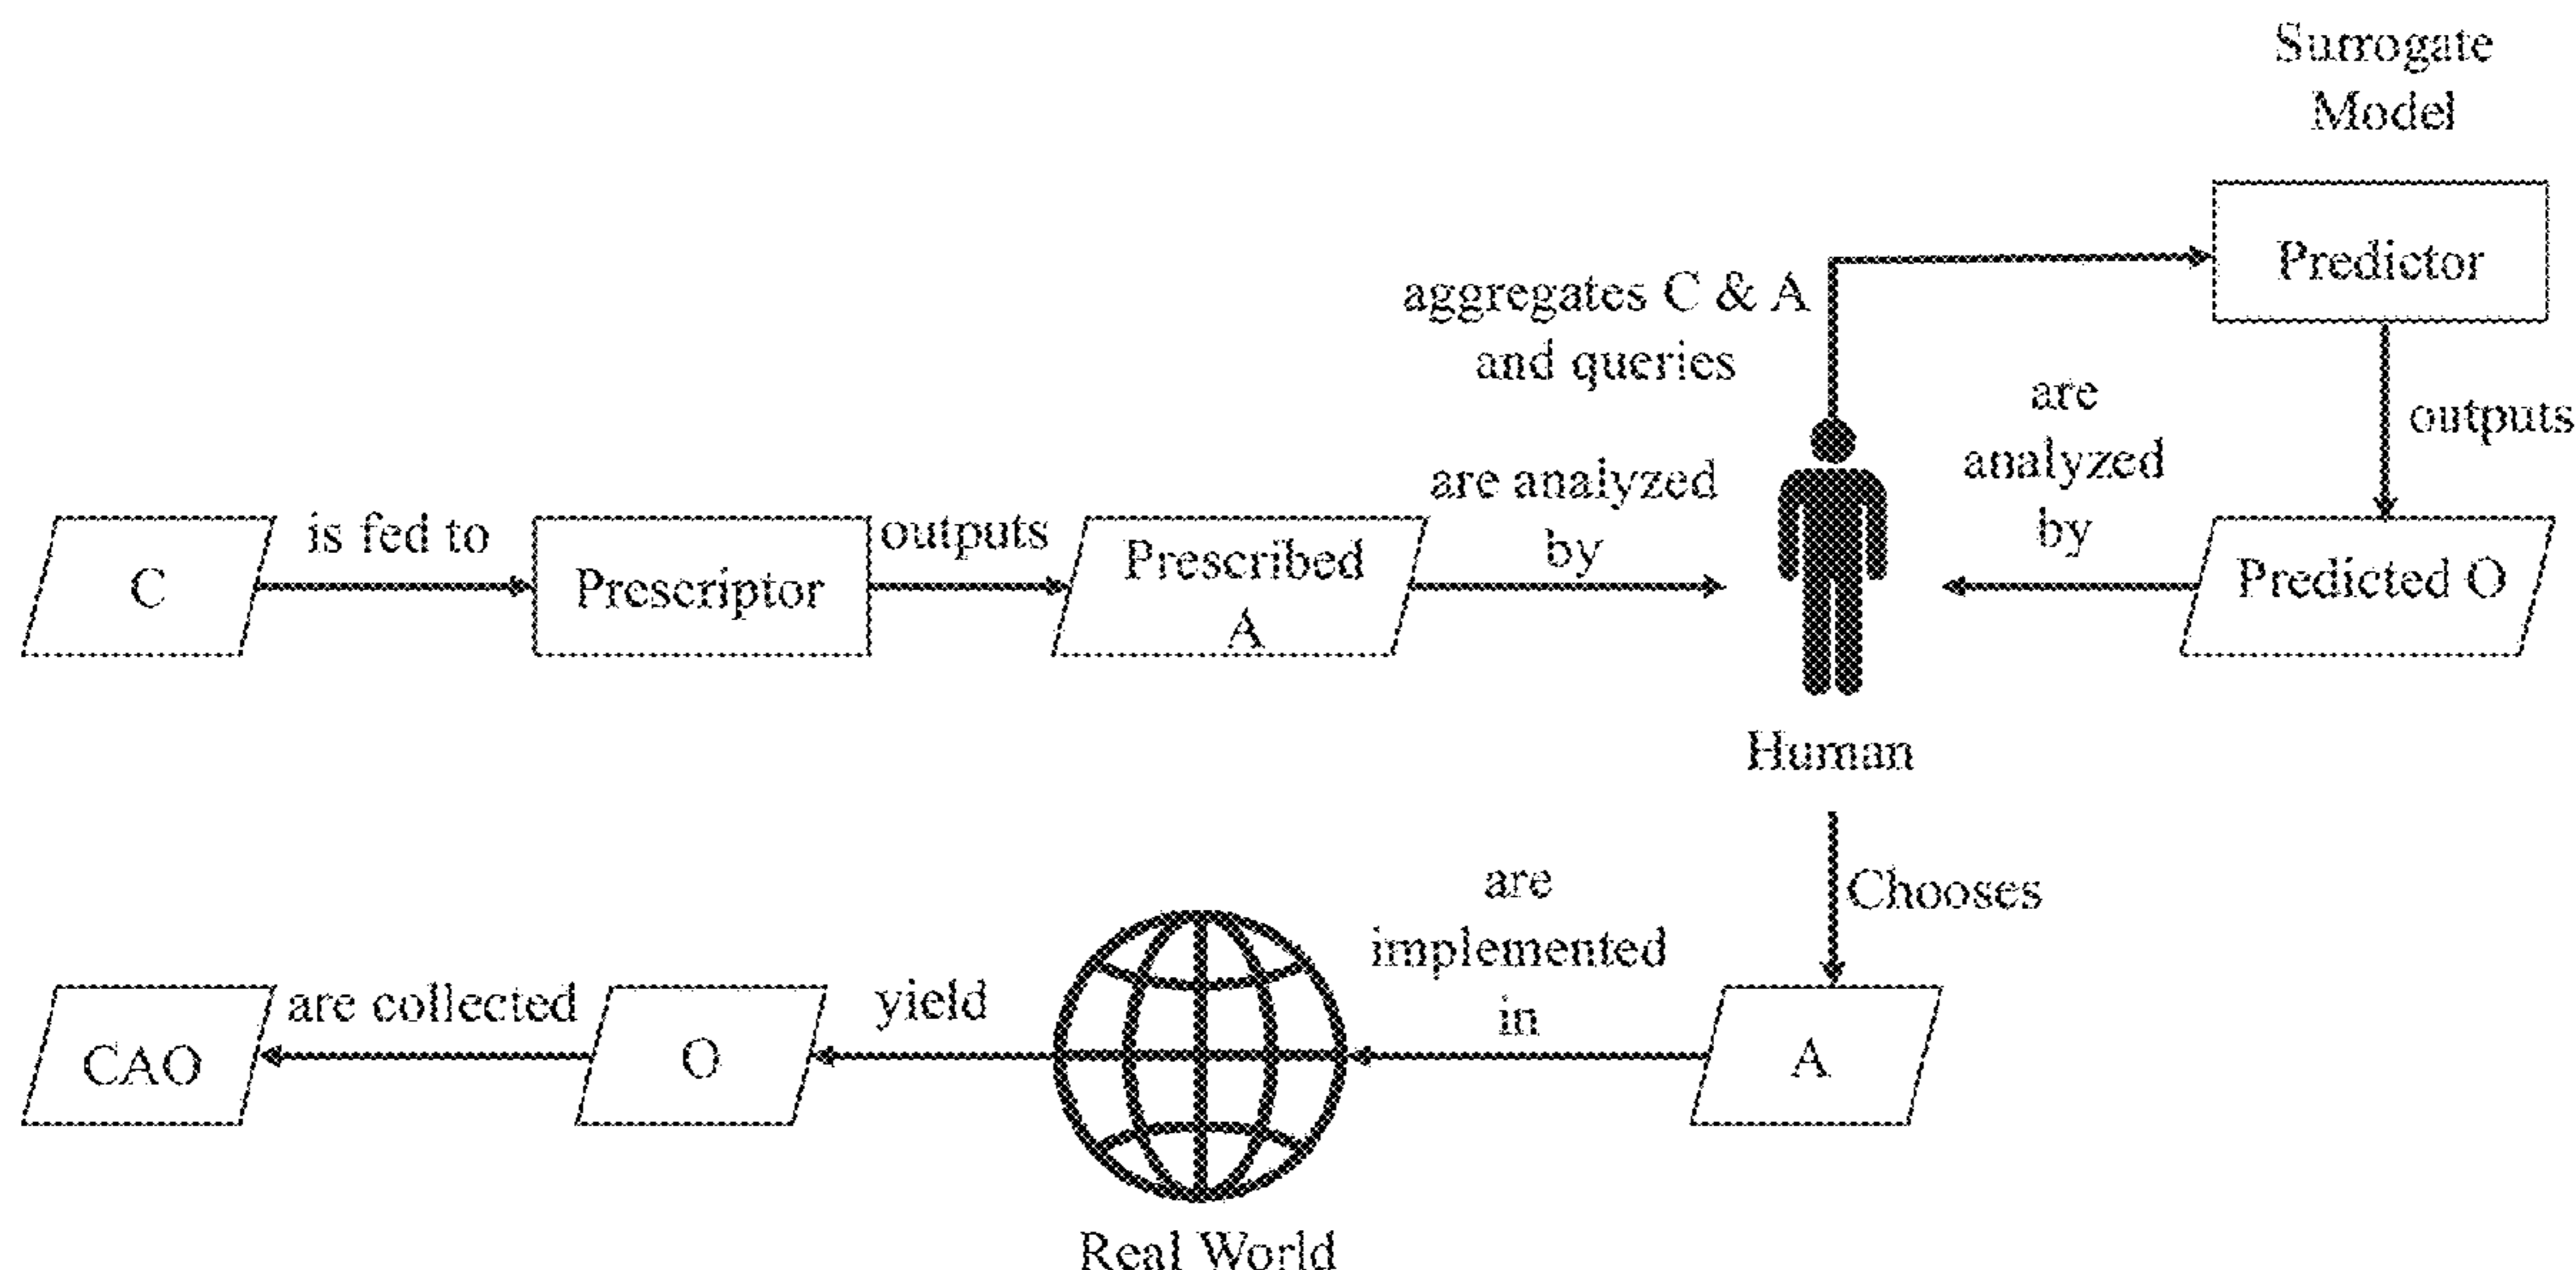 Surrogate
Model
Predictor
aggregates C & A
and queries
outputs
are
analyzed
by
are analyzed
by
C
is fed to
Prescriptor
outputs
Prescribed
A
Predicted O
Human
Chooses
are
implemented
in
CAO
are collected
O
yield
A
Real World